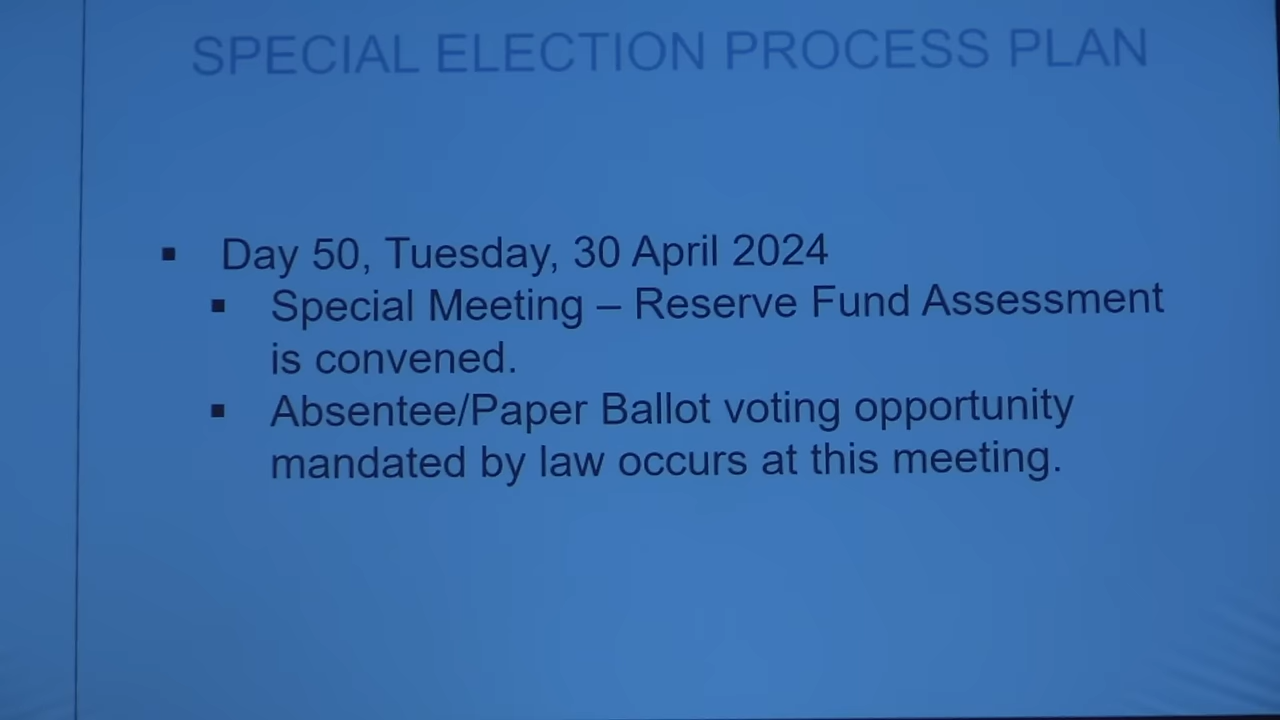 SPECIAL ELECTION PROCESS PLAN
▪ Day 50, Tuesday, 30 April 2024
▪ Special Meeting – Reserve Fund Assessment
is convened.
▪ Absentee/Paper Ballot voting opportunity
mandated by law occurs at this meeting.